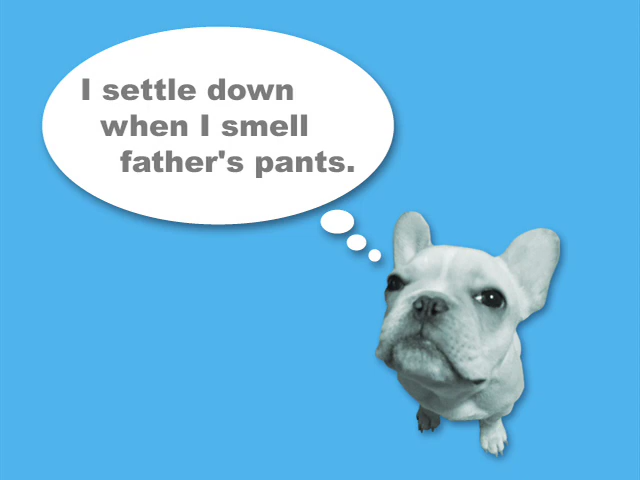 I settle down
when I smell
father's pants.